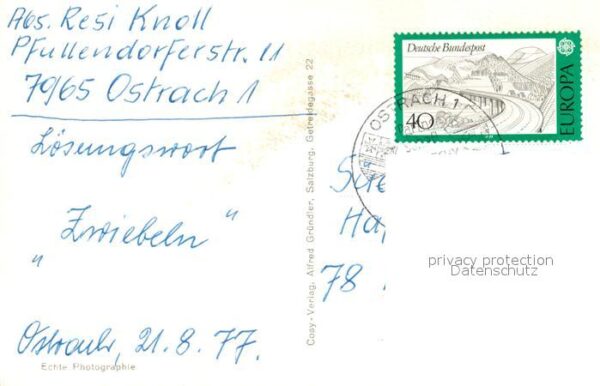 Abs. Resi Knoll
Pfullendorferstr. 11
7965 Ostrach 1
Lösungswort
"Zwiebeln"
Ostrach, 21.8.77.
Echte Photographie
Cosy-Verlag, Alfred Gründler, Salzburg, Getreidegasse 22
Deutsche Bundespost
40
EUROPA
OSTRACH 1
78
privacy protection
Datenschutz